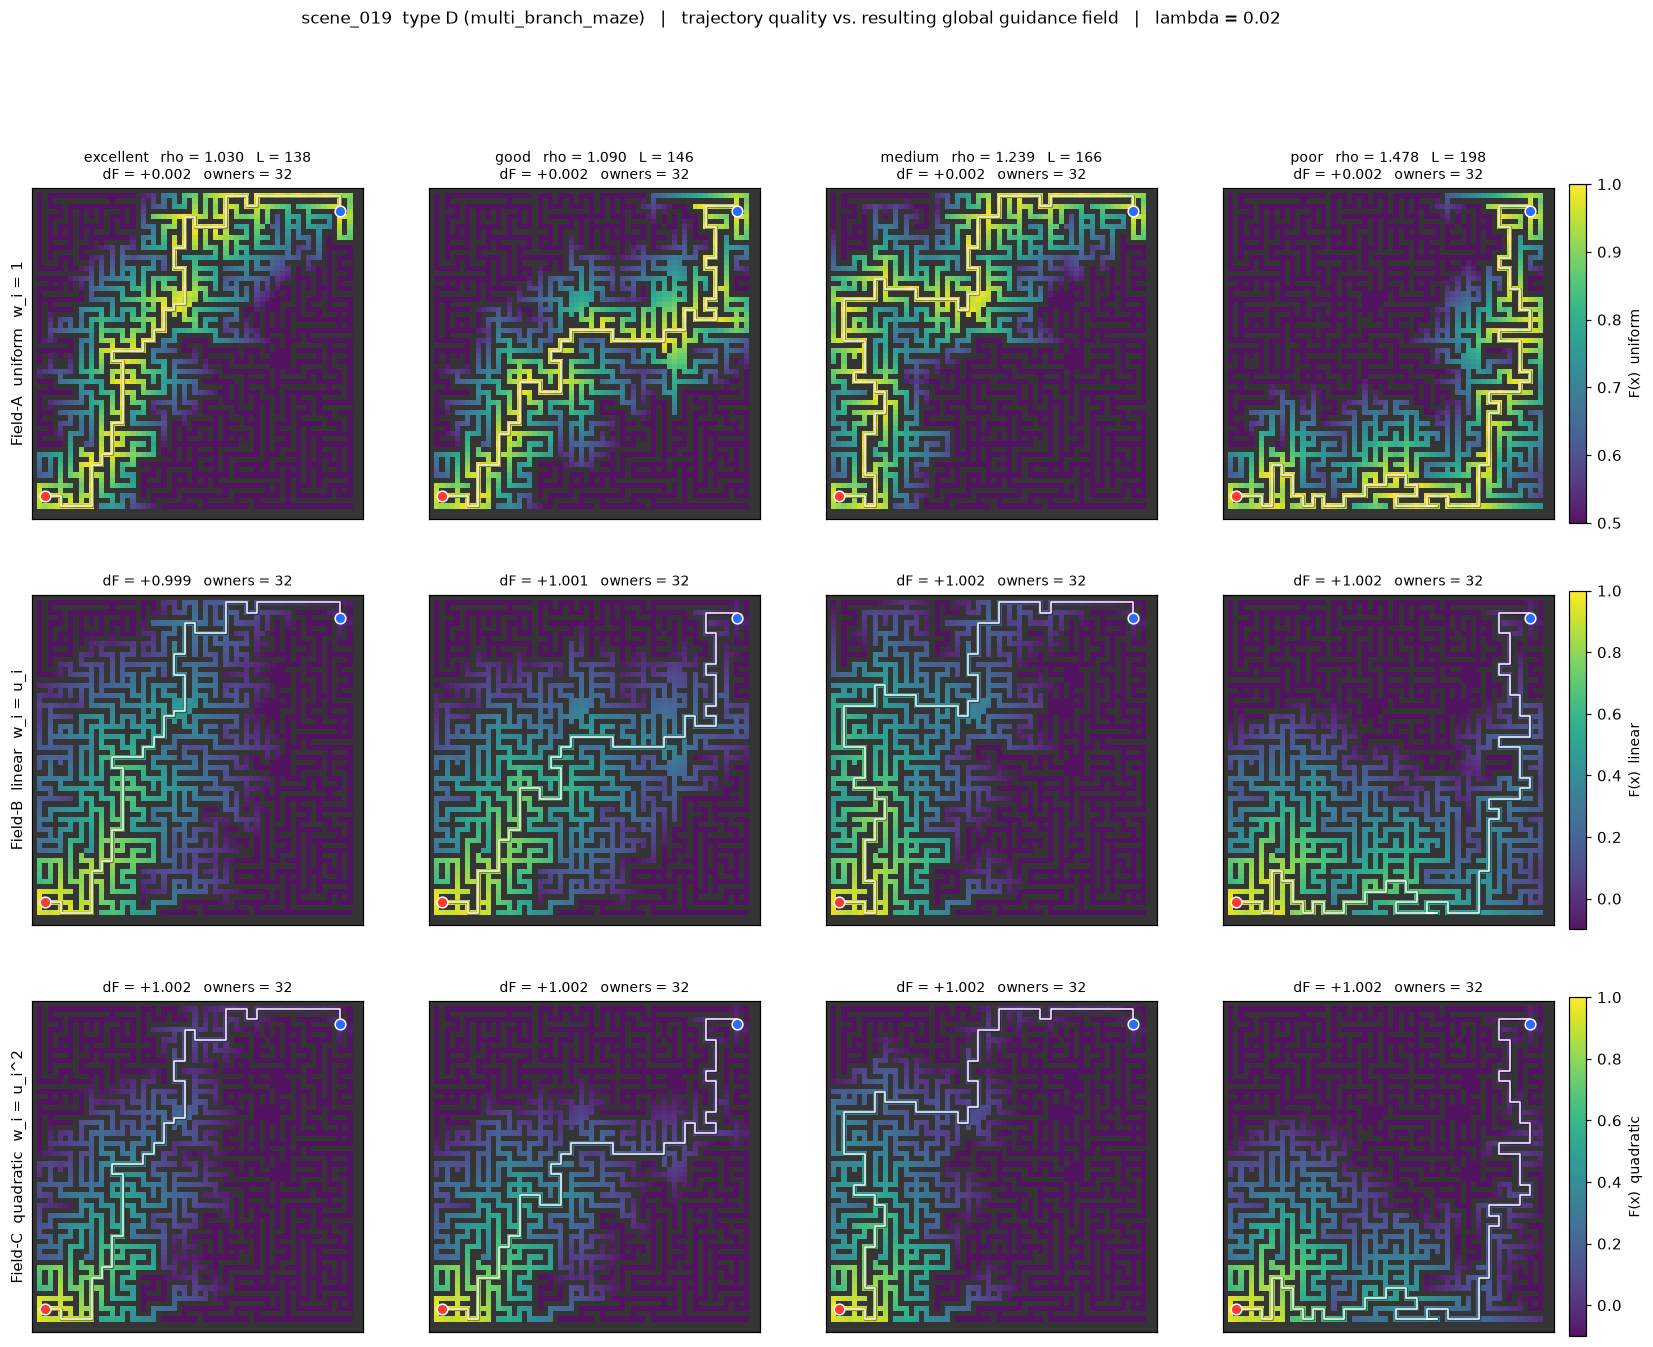 scene_019  type D (multi_branch_maze)   |   trajectory quality vs. resulting global guidance field   |   lambda = 0.02
excellent   rho = 1.030   L = 138
dF = +0.002   owners = 32
good   rho = 1.090   L = 146
dF = +0.002   owners = 32
medium   rho = 1.239   L = 166
dF = +0.002   owners = 32
poor   rho = 1.478   L = 198
dF = +0.002   owners = 32
Field-A  uniform  w_i = 1
1.0
0.9
0.8
0.7
0.6
0.5
F(x)  uniform
dF = +0.999   owners = 32
dF = +1.001   owners = 32
dF = +1.002   owners = 32
dF = +1.002   owners = 32
Field-B  linear  w_i = u_i
1.0
0.8
0.6
0.4
0.2
0.0
F(x)  linear
dF = +1.002   owners = 32
dF = +1.002   owners = 32
dF = +1.002   owners = 32
dF = +1.002   owners = 32
Field-C  quadratic  w_i = u_i^2
1.0
0.8
0.6
0.4
0.2
0.0
F(x)  quadratic